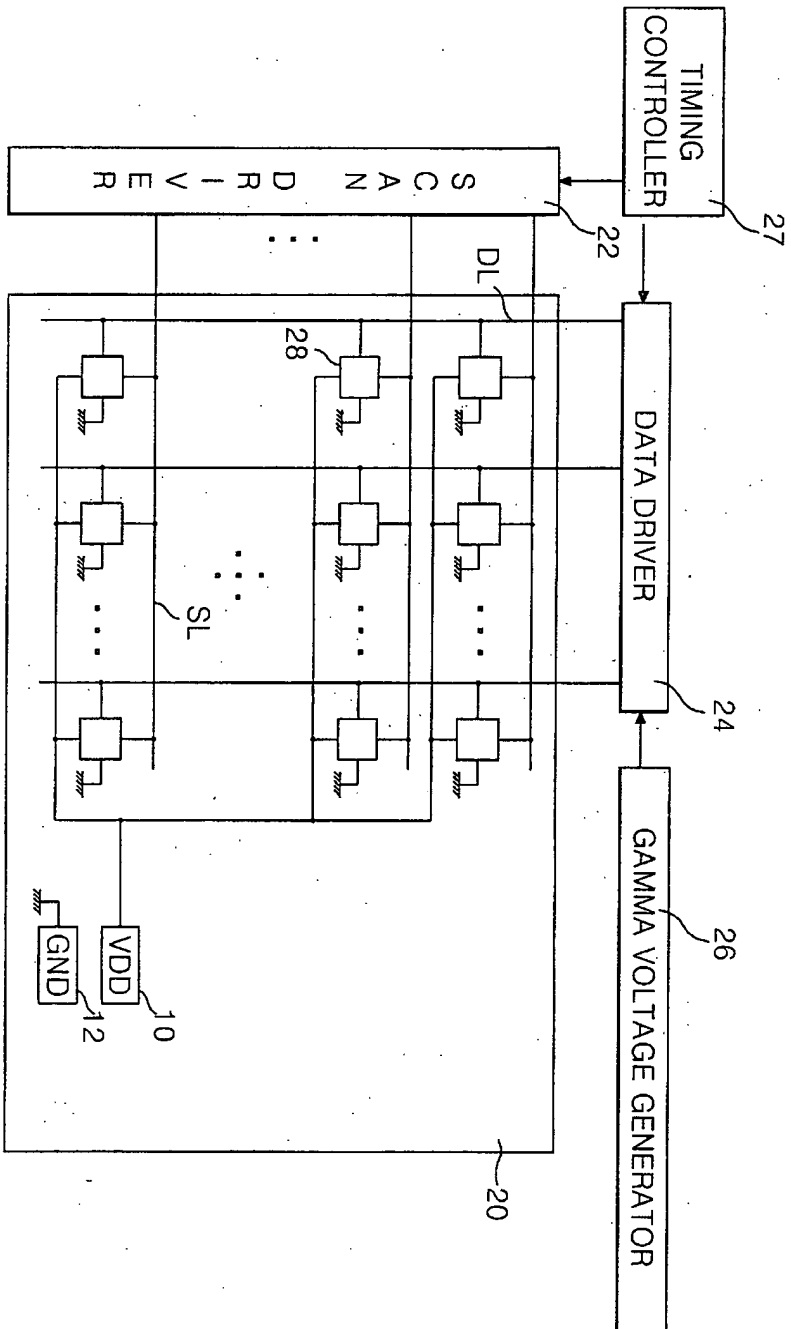 TIMING
CONTROLLER
27
SCAN DRIVER
22
DATA DRIVER
24
GAMMA VOLTAGE GENERATOR
26
DL
28
SL
VDD
10
GND
12
20